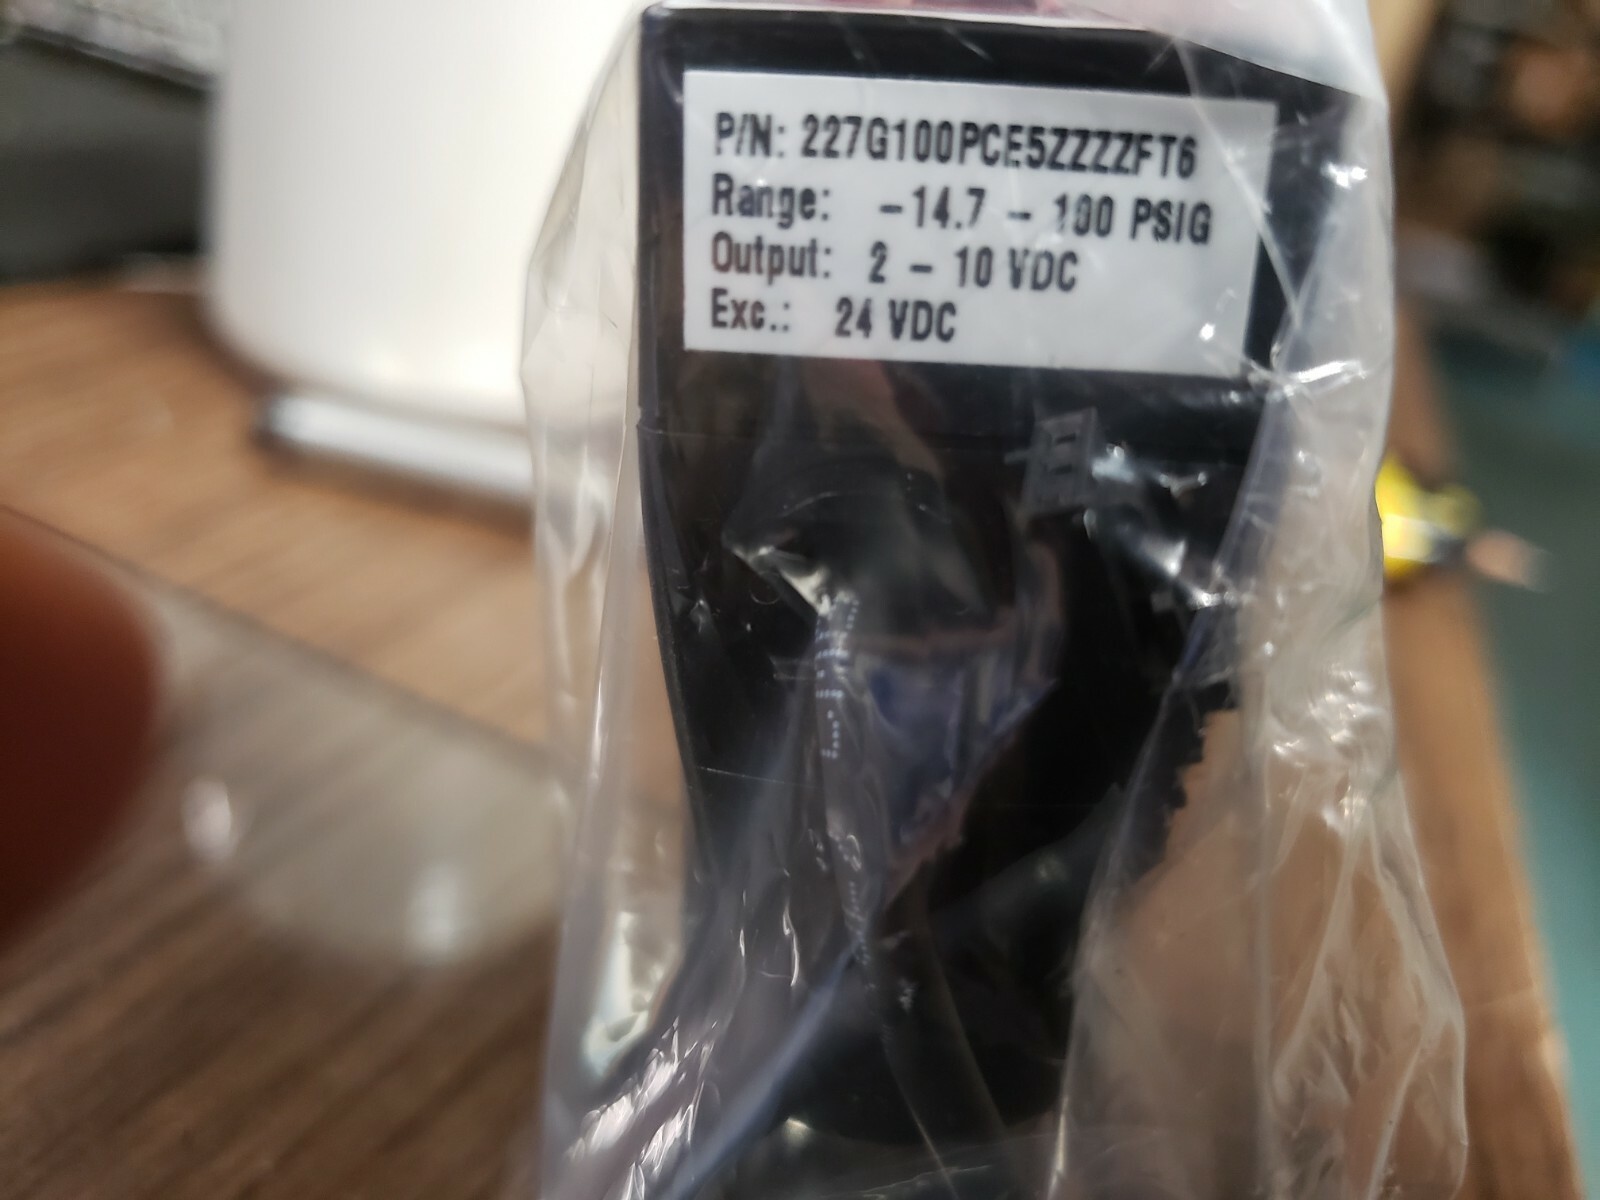 P/N: 227G100PCE5ZZZZFT6
Range: -14.7 - 100 PSIG
Output: 2 - 10 VDC
Exc.: 24 VDC